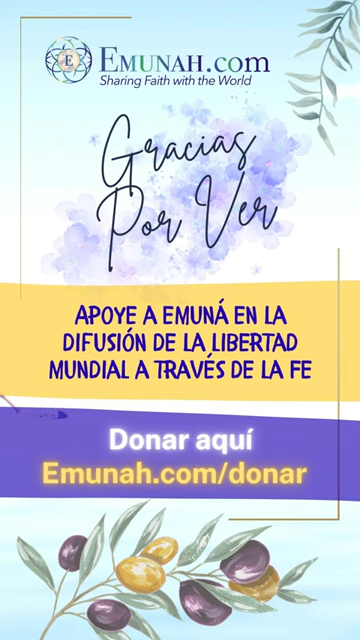 E
EMUNAH.com
Sharing Faith with the World
Gracias
Por Ver
APOYE A EMUNÁ EN LA
DIFUSIÓN DE LA LIBERTAD
MUNDIAL A TRAVÉS DE LA FE
Donar aquí
Emunah.com/donar